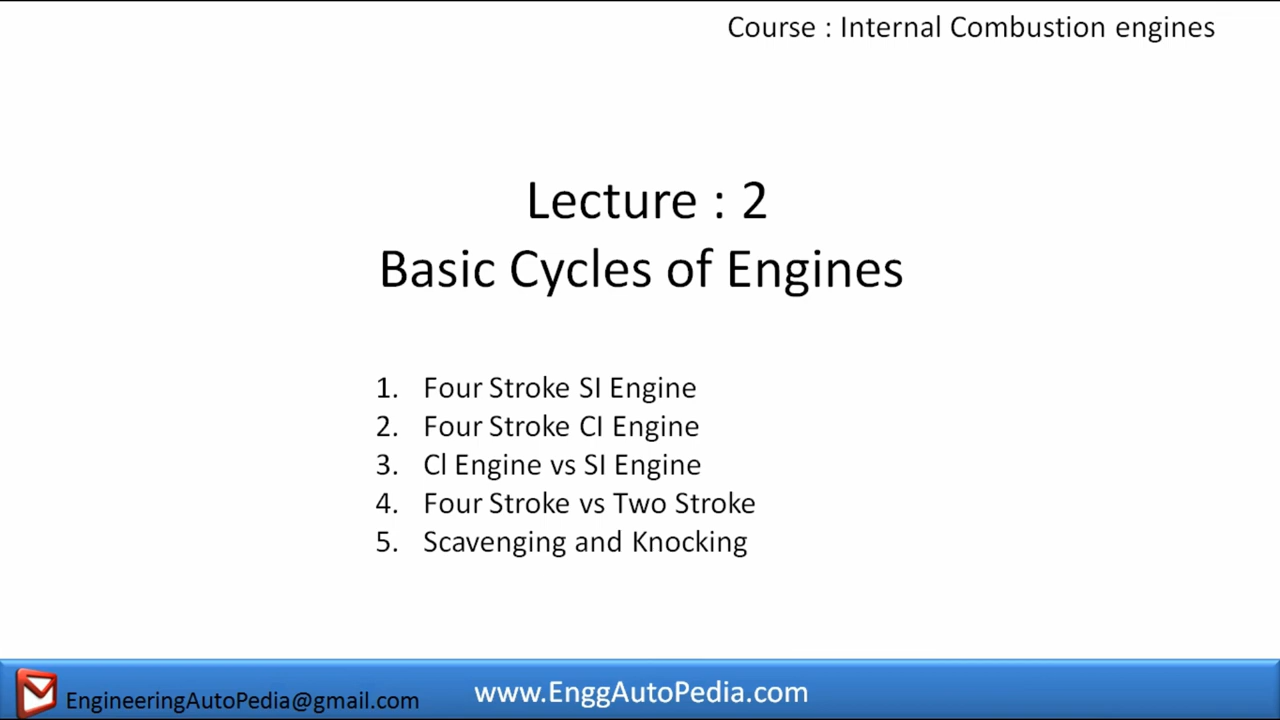 Course : Internal Combustion engines
Lecture : 2
Basic Cycles of Engines
1. Four Stroke SI Engine
2. Four Stroke CI Engine
3. Cl Engine vs SI Engine
4. Four Stroke vs Two Stroke
5. Scavenging and Knocking
EngineeringAutoPedia@gmail.com
www.EnggAutoPedia.com